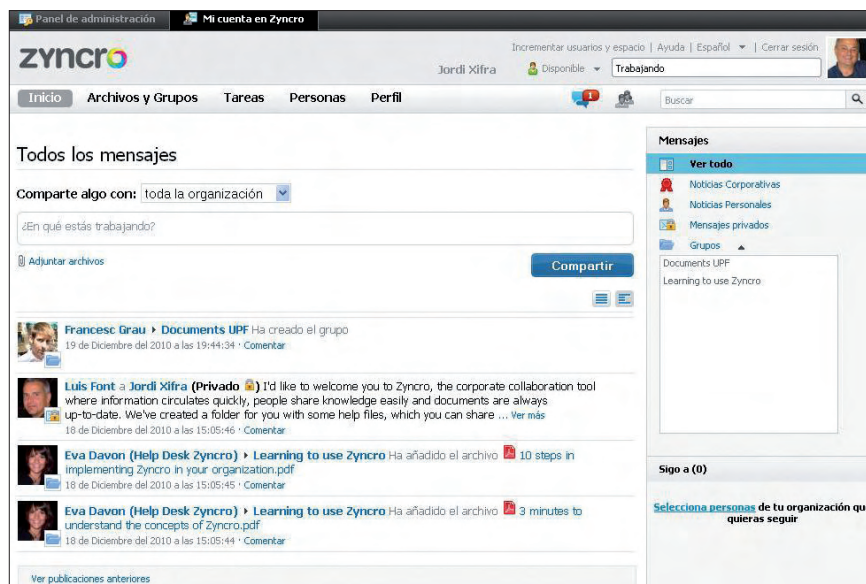 Panel de administración
Mi cuenta en Zyncro
zyncro
Incrementar usuarios y espacio | Ayuda | Español | Cerrar sesión
Jordi Xifra
Disponible
Trabajando
Inicio
Archivos y Grupos
Tareas
Personas
Perfil
1
Buscar
Todos los mensajes
Comparte algo con: toda la organización
¿En qué estás trabajando?
Adjuntar archivos
Compartir
Francesc Grau Documents UPF Ha creado el grupo
19 de Diciembre del 2010 a las 19:44:34 · Comentar
Luis Font a Jordi Xifra (Privado ) I'd like to welcome you to Zyncro, the corporate collaboration tool
where information circulates quickly, people share knowledge easily and documents are always
up-to-date. We've created a folder for you with some help files, which you can share ... Ver más
18 de Diciembre del 2010 a las 15:05:46 · Comentar
Eva Davon (Help Desk Zyncro) Learning to use Zyncro Ha añadido el archivo 10 steps in
implementing Zyncro in your organization.pdf
18 de Diciembre del 2010 a las 15:05:45 · Comentar
Eva Davon (Help Desk Zyncro) Learning to use Zyncro Ha añadido el archivo 3 minutes to
understand the concepts of Zyncro.pdf
18 de Diciembre del 2010 a las 15:05:44 · Comentar
Ver publicaciones anteriores
Mensajes
Ver todo
Noticias Corporativas
Noticias Personales
Mensajes privados
Grupos
Documents UPF
Learning to use Zyncro
Sigo a (0)
Selecciona personas de tu organización qu
quieras seguir